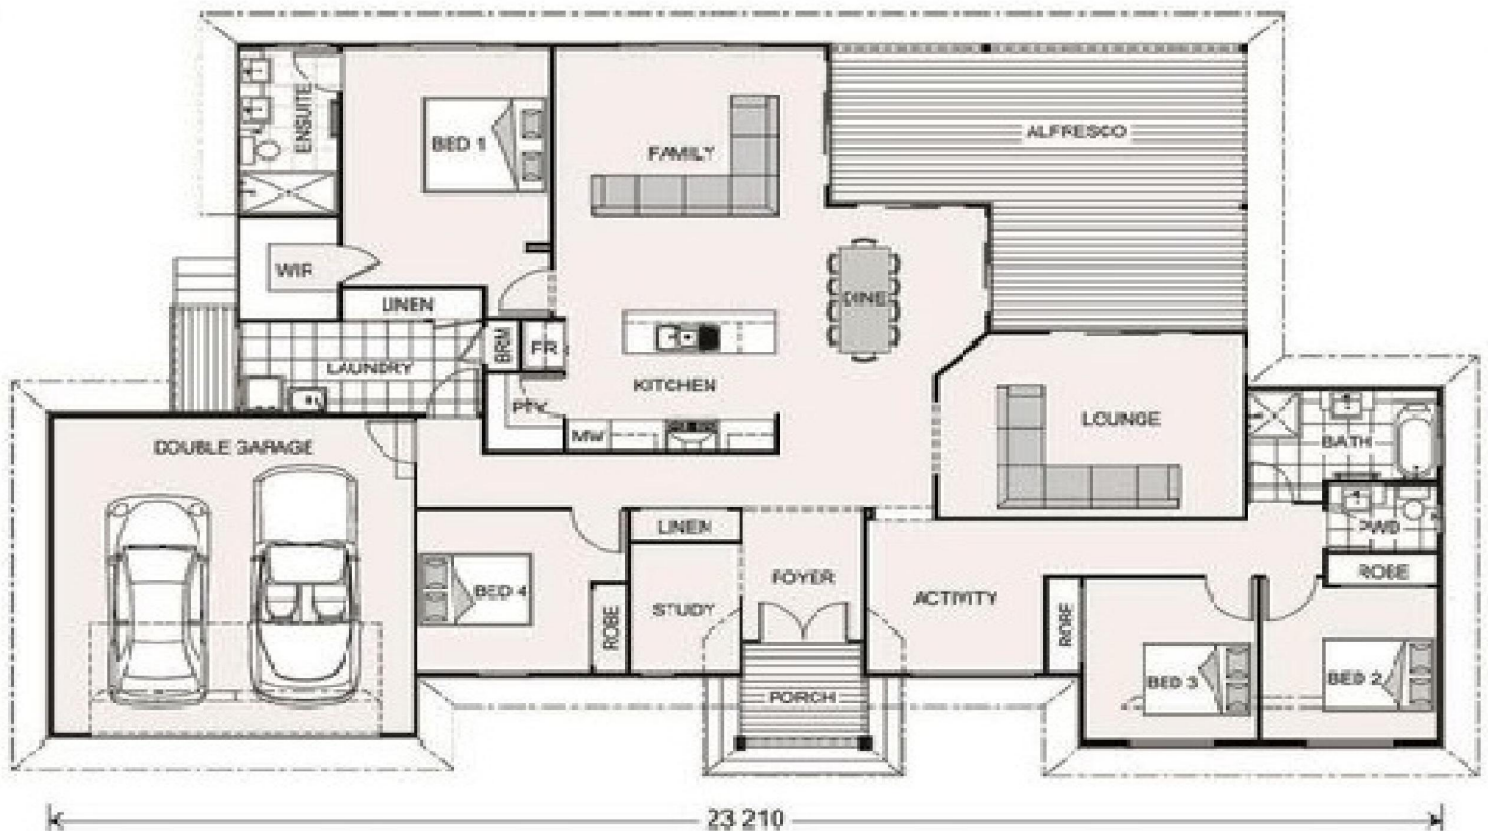 ENSUITE
BED 1
FAMILY
ALFRESCO
WIR
LINEN
DINE
BRM
FR
LAUNDRY
KITCHEN
PTY
LOUNGE
MW
BATH
DOUBLE GARAGE
LINEN
PWD
ROBE
FOYER
BED 4
STUDY
ACTIVITY
ROBE
ROBE
BED 3
BED 2
PORCH
23 210